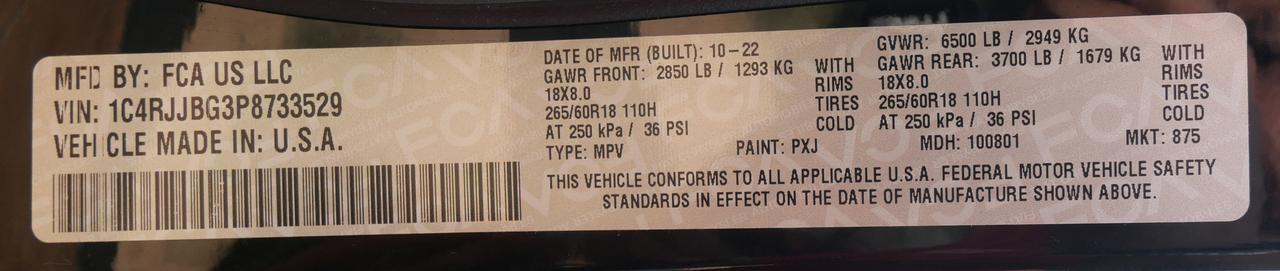 MFD BY: FCA US LLC
VIN: 1C4RJJBG3P8733529
VEHICLE MADE IN: U.S.A.
DATE OF MFR (BUILT): 10-22
GAWR FRONT: 2850 LB / 1293 KG WITH
18X8.0 RIMS
265/60R18 110H TIRES
AT 250 kPa / 36 PSI COLD
GVWR: 6500 LB / 2949 KG
GAWR REAR: 3700 LB / 1679 KG WITH
18X8.0 RIMS
265/60R18 110H TIRES
AT 250 kPa / 36 PSI COLD
TYPE: MPV PAINT: PXJ MDH: 100801 MKT: 875
THIS VEHICLE CONFORMS TO ALL APPLICABLE U.S.A. FEDERAL MOTOR VEHICLE SAFETY
STANDARDS IN EFFECT ON THE DATE OF MANUFACTURE SHOWN ABOVE.